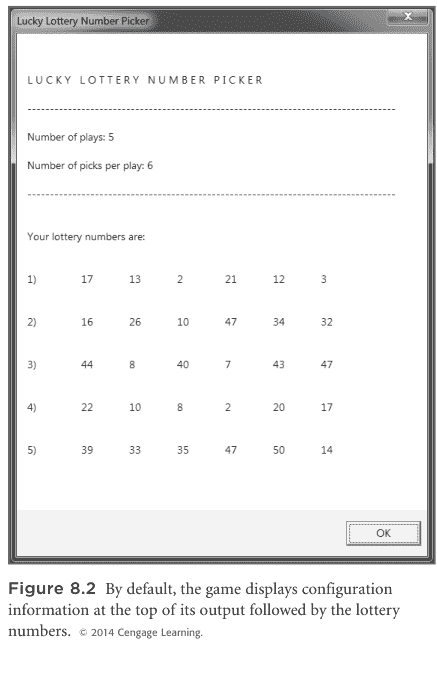 Lucky Lottery Number Picker
X
L U C K Y L O T T E R Y N U M B E R P I C K E R
--------------------------------------------------------------------------------
Number of plays: 5
Number of picks per play: 6
--------------------------------------------------------------------------------
Your lottery numbers are:
1) 17 13 2 21 12 3
2) 16 26 10 47 34 32
3) 44 8 40 7 43 47
4) 22 10 8 2 20 17
5) 39 33 35 47 50 14
OK
Figure 8.2 By default, the game displays configuration
information at the top of its output followed by the lottery
numbers. © 2014 Cengage Learning.